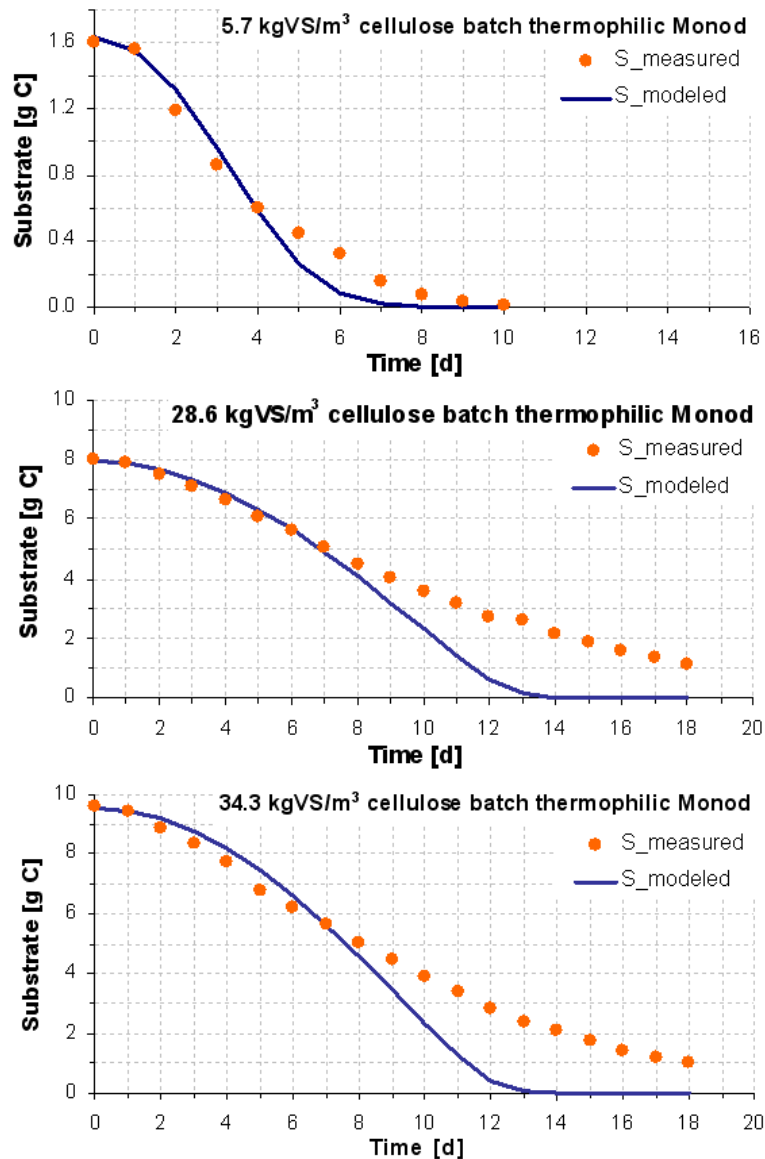 5.7 kgVS/m³ cellulose batch thermophilic Monod
S_measured
S_modeled
Substrate [g C]
1.6
1.2
0.8
0.4
0.0
0 2 4 6 8 10 12 14 16
Time [d]
28.6 kgVS/m³ cellulose batch thermophilic Monod
S_measured
S_modeled
Substrate [g C]
10
8
6
4
2
0
0 2 4 6 8 10 12 14 16 18 20
Time [d]
34.3 kgVS/m³ cellulose batch thermophilic Monod
S_measured
S_modeled
Substrate [g C]
10
8
6
4
2
0
0 2 4 6 8 10 12 14 16 18 20
Time [d]